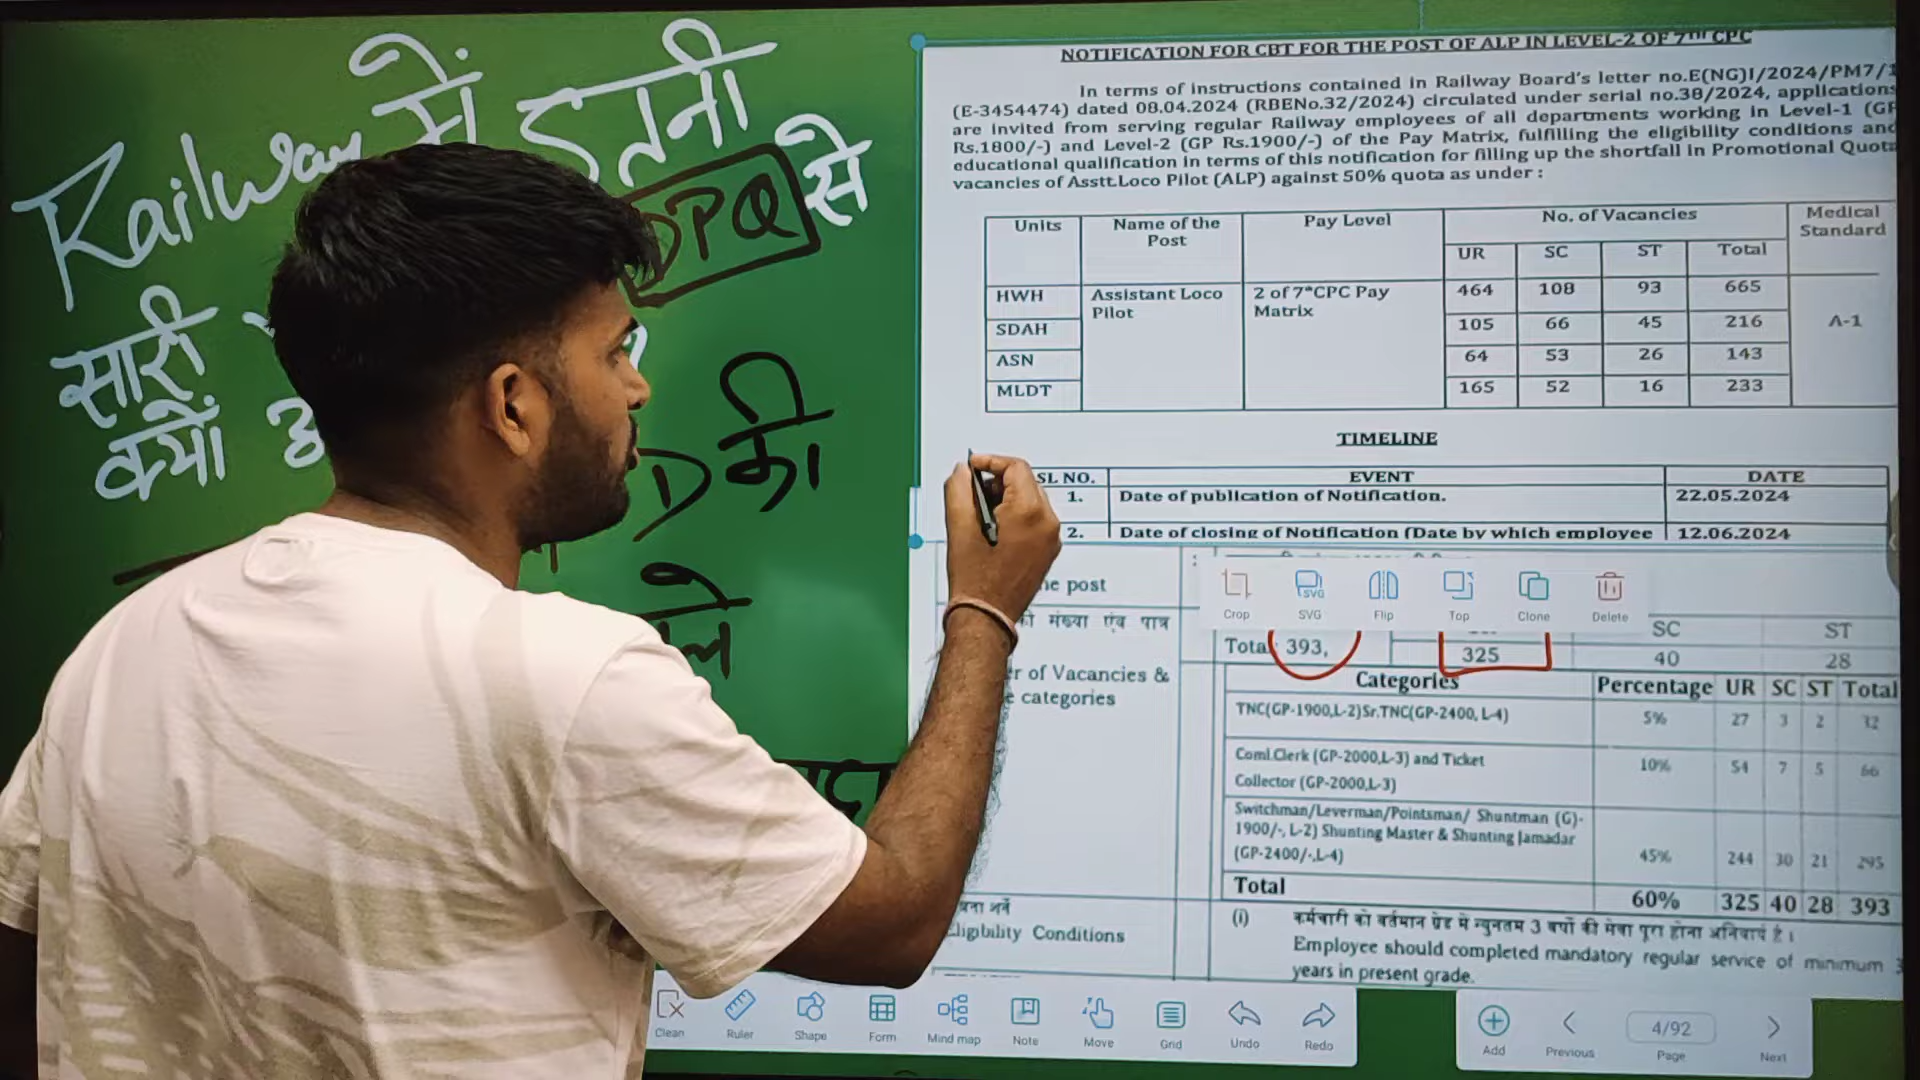 Railway में इतनी
DPQ से
सारी
क्यों
D की
NOTIFICATION FOR CBT FOR THE POST OF ALP IN LEVEL-2 OF 7TH CPC
In terms of instructions contained in Railway Board's letter no.E(NG)I/2024/PM7/1
(E-3454474) dated 08.04.2024 (RBENo.32/2024) circulated under serial no.38/2024, applications
are invited from serving regular Railway employees of all departments working in Level-1 (GP
Rs.1800/-) and Level-2 (GP Rs.1900/-) of the Pay Matrix, fulfilling the eligibility conditions and
educational qualification in terms of this notification for filling up the shortfall in Promotional Quota
vacancies of Asstt.Loco Pilot (ALP) against 50% quota as under :
Units Name of the Post Pay Level No. of Vacancies Medical Standard
UR SC ST Total
HWH Assistant Loco Pilot 2 of 7thCPC Pay Matrix 464 108 93 665 A-1
SDAH 105 66 45 216
ASN 64 53 26 143
MLDT 165 52 16 233
TIMELINE
SL NO. EVENT DATE
1. Date of publication of Notification. 22.05.2024
2. Date of closing of Notification (Date by which employee 12.06.2024
e post
Crop SVG Flip Top Clone Delete
की संख्या एंव पात्र
SC ST
Total 393, 325 40 28
er of Vacancies &
e categories
Categories Percentage UR SC ST Total
TNC(GP-1900,L-2)Sr.TNC(GP-2400, L-4) 5% 27 3 2 32
Coml.Clerk (GP-2000,L-3) and Ticket
Collector (GP-2000,L-3) 10% 54 7 5 66
Switchman/Leverman/Pointsman/ Shuntman (G)-
1900/-, L-2) Shunting Master & Shunting Jamadar
(GP-2400/-,L-4) 45% 244 30 21 295
Total 60% 325 40 28 393
ligibility Conditions
(i) कर्मचारी को वर्तमान ग्रेड मे न्युनतम 3 वर्षो की सेवा पूरा होना अनिवार्य है।
Employee should completed mandatory regular service of minimum 3
years in present grade.
Clean Ruler Shape Form Mind map Note Move Grid Undo Redo
Add Previous 4/92 Page Next